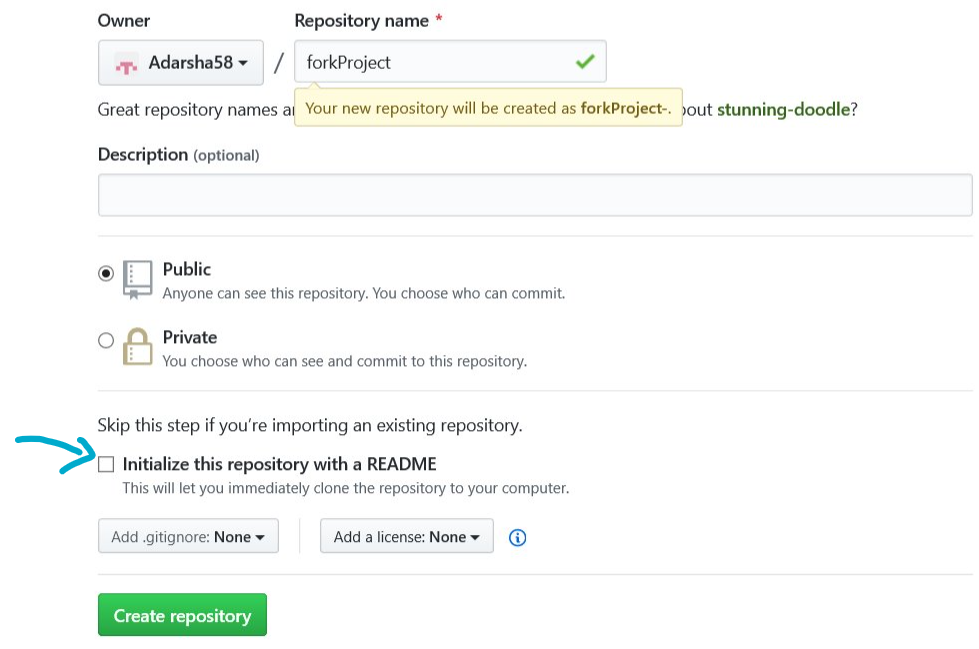 Owner
Repository name *
Adarsha58 / forkProject
Great repository names a
Your new repository will be created as forkProject-.
bout stunning-doodle?
Description (optional)
Public
Anyone can see this repository. You choose who can commit.
Private
You choose who can see and commit to this repository.
Skip this step if you’re importing an existing repository.
Initialize this repository with a README
This will let you immediately clone the repository to your computer.
Add .gitignore: None
Add a license: None
Create repository